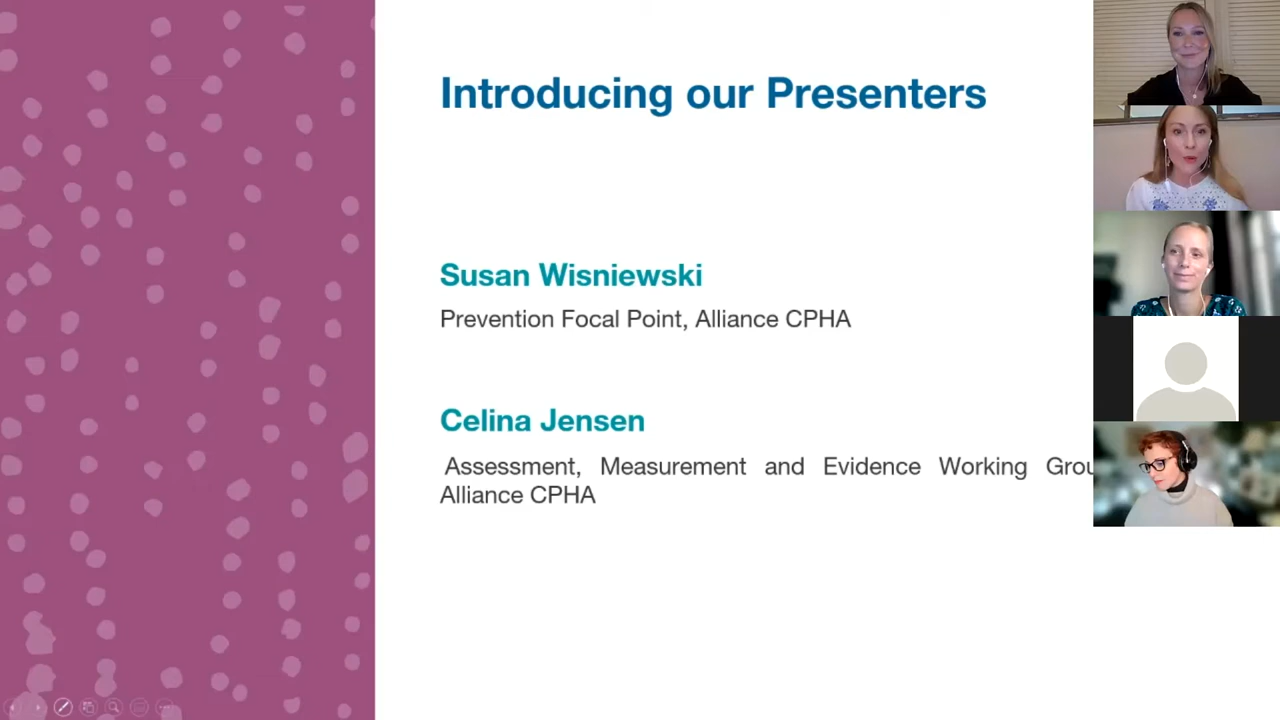 Introducing our Presenters
Susan Wisniewski
Prevention Focal Point, Alliance CPHA
Celina Jensen
Assessment, Measurement and Evidence Working
Alliance CPHA